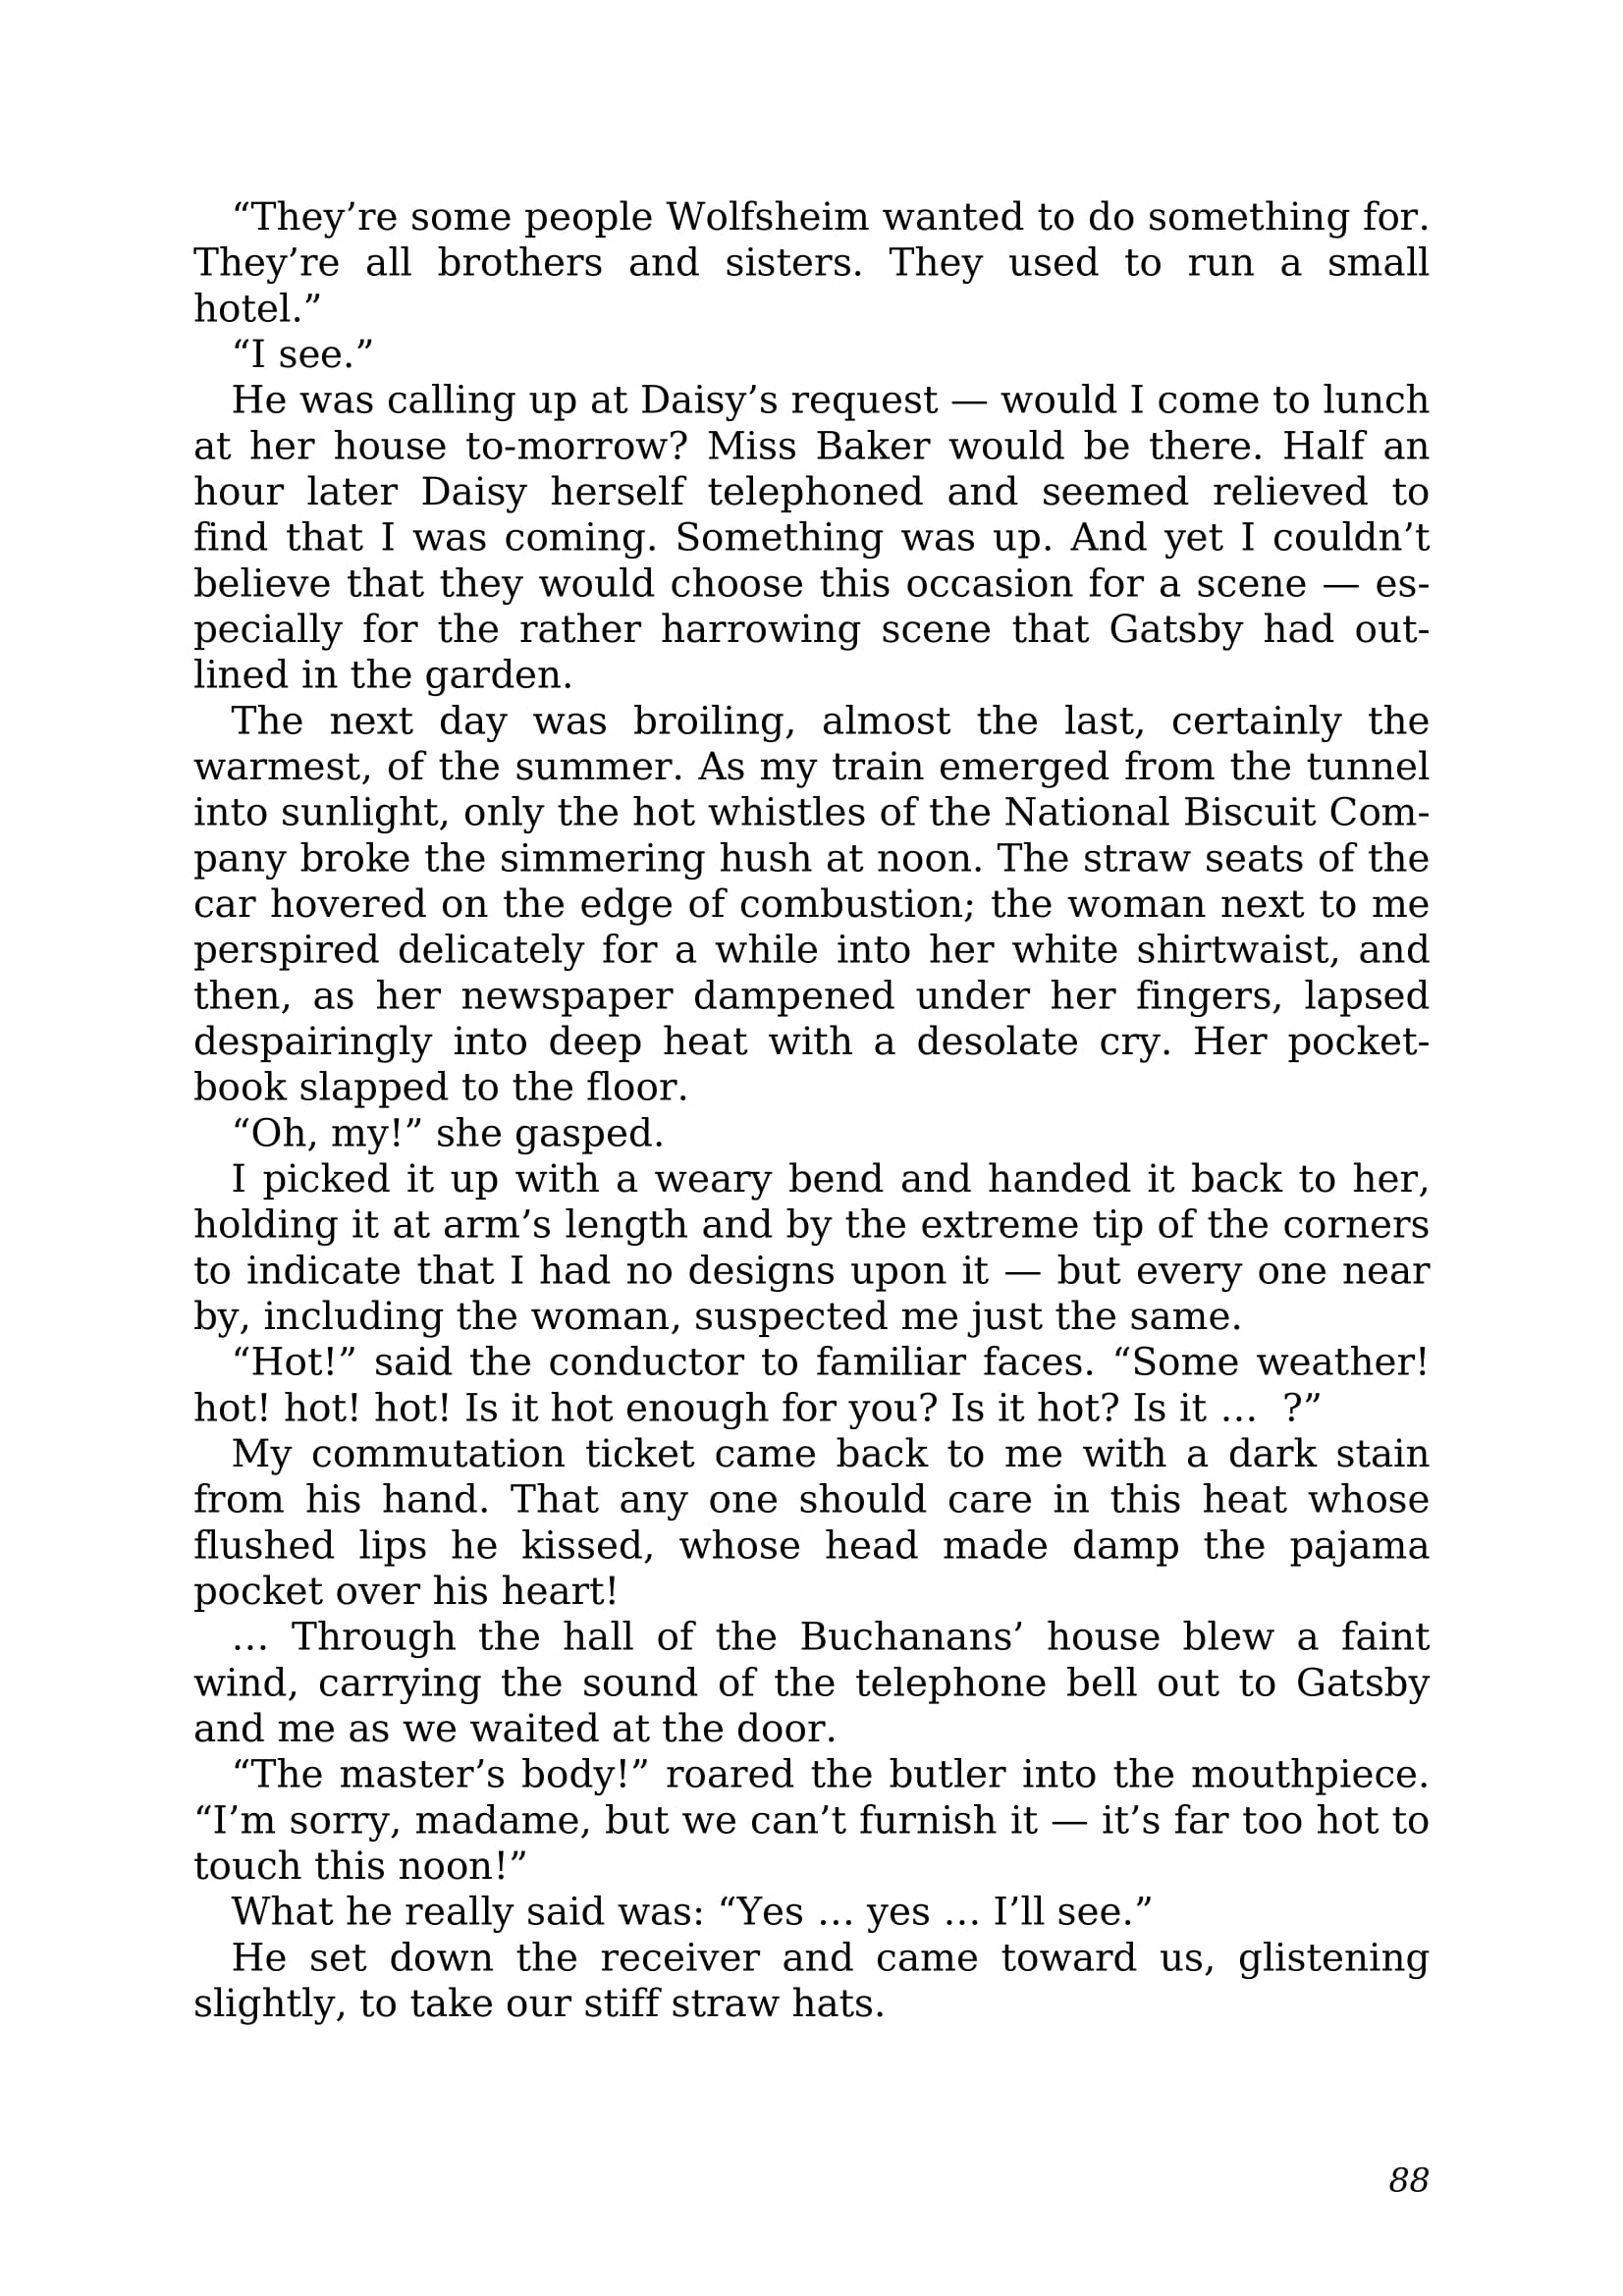 “They’re some people Wolfsheim wanted to do something for.
They’re all brothers and sisters. They used to run a small
hotel.”
“I see.”
He was calling up at Daisy’s request — would I come to lunch
at her house to-morrow? Miss Baker would be there. Half an
hour later Daisy herself telephoned and seemed relieved to
find that I was coming. Something was up. And yet I couldn’t
believe that they would choose this occasion for a scene — es-
pecially for the rather harrowing scene that Gatsby had out-
lined in the garden.
The next day was broiling, almost the last, certainly the
warmest, of the summer. As my train emerged from the tunnel
into sunlight, only the hot whistles of the National Biscuit Com-
pany broke the simmering hush at noon. The straw seats of the
car hovered on the edge of combustion; the woman next to me
perspired delicately for a while into her white shirtwaist, and
then, as her newspaper dampened under her fingers, lapsed
despairingly into deep heat with a desolate cry. Her pocket-
book slapped to the floor.
“Oh, my!” she gasped.
I picked it up with a weary bend and handed it back to her,
holding it at arm’s length and by the extreme tip of the corners
to indicate that I had no designs upon it — but every one near
by, including the woman, suspected me just the same.
“Hot!” said the conductor to familiar faces. “Some weather!
hot! hot! hot! Is it hot enough for you? Is it hot? Is it …  ?”
My commutation ticket came back to me with a dark stain
from his hand. That any one should care in this heat whose
flushed lips he kissed, whose head made damp the pajama
pocket over his heart!
… Through the hall of the Buchanans’ house blew a faint
wind, carrying the sound of the telephone bell out to Gatsby
and me as we waited at the door.
“The master’s body!” roared the butler into the mouthpiece.
“I’m sorry, madame, but we can’t furnish it — it’s far too hot to
touch this noon!”
What he really said was: “Yes … yes … I’ll see.”
He set down the receiver and came toward us, glistening
slightly, to take our stiff straw hats.
88